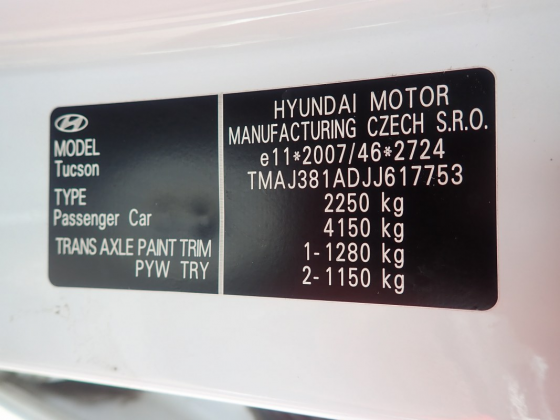 MODEL
Tucson
TYPE
Passenger Car
TRANS AXLE PAINT TRIM
PYW TRY
HYUNDAI MOTOR
MANUFACTURING CZECH S.R.O.
e11*2007/46*2724
TMAJ381ADJJ617753
2250 kg
4150 kg
1-1280 kg
2-1150 kg